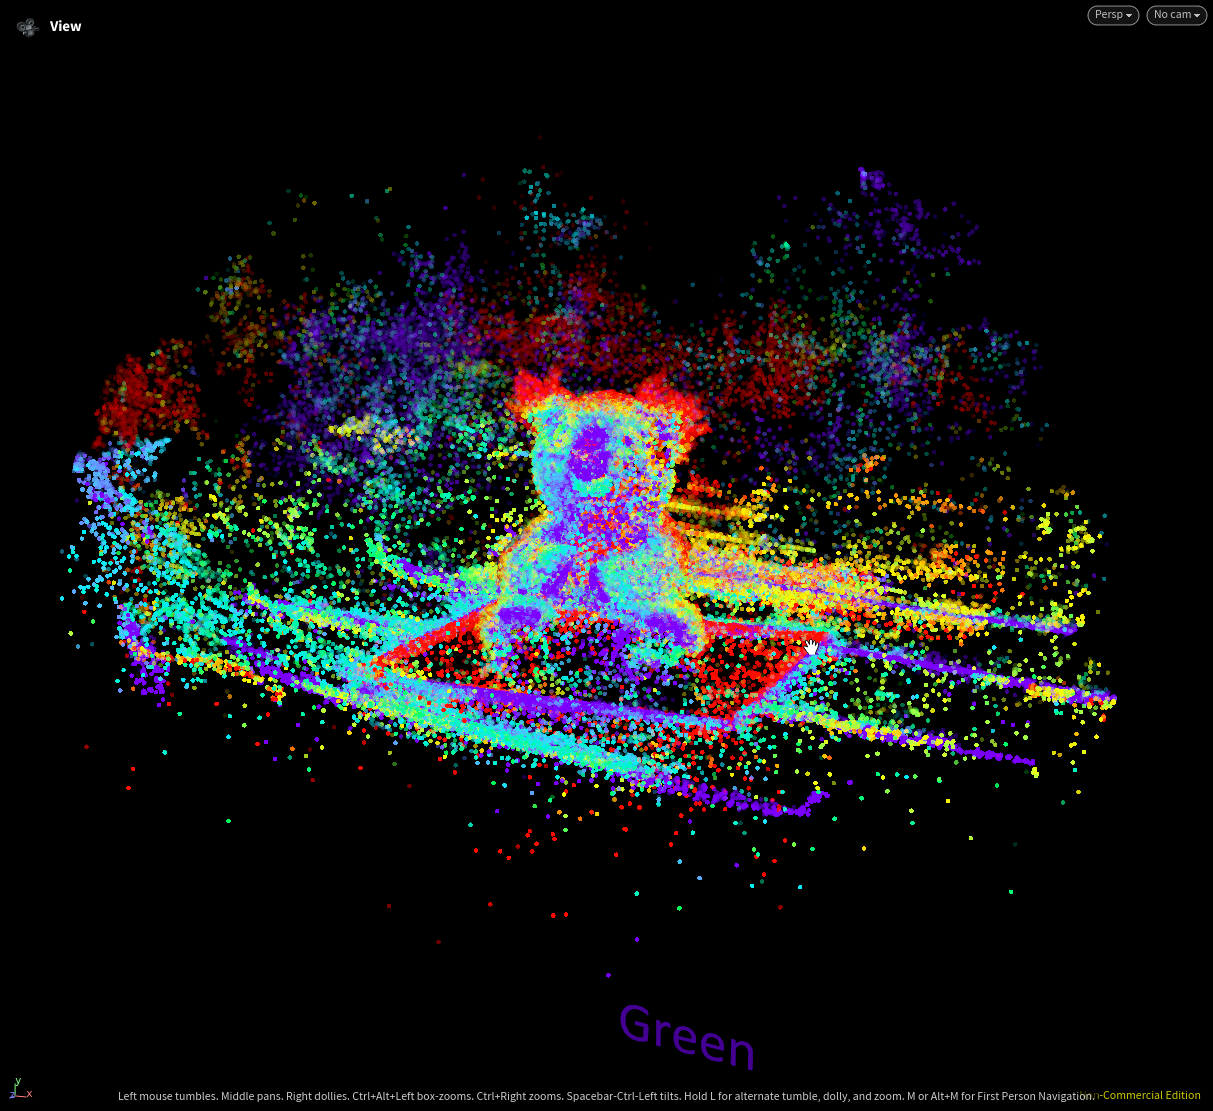 View
Persp
No cam
Green
y
z x
Left mouse tumbles. Middle pans. Right dollies. Ctrl+Alt+Left box-zooms. Ctrl+Right zooms. Spacebar-Ctrl-Left tilts. Hold L for alternate tumble, dolly, and zoom. M or Alt+M for First Person Navigation.
n-Commercial Edition